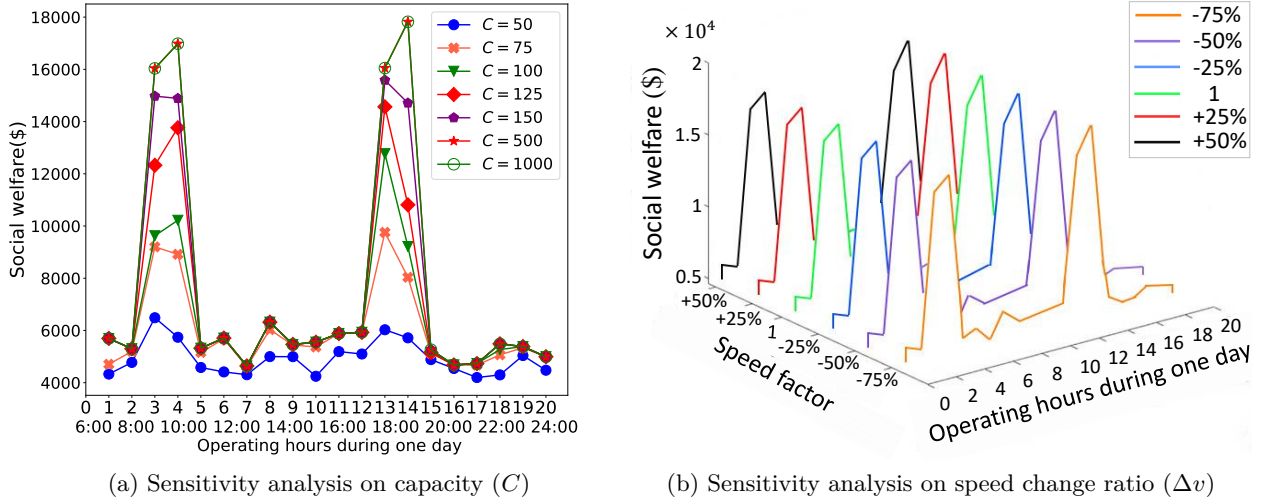 18000
16000
14000
12000
10000
8000
6000
4000
Social welfare($)
C = 50
C = 75
C = 100
C = 125
C = 150
C = 500
C = 1000
0 1 2 3 4 5 6 7 8 9 10 11 12 13 14 15 16 17 18 19 20
6:00 8:00 10:00 12:00 14:00 16:00 18:00 20:00 22:00 24:00
Operating hours during one day
(a) Sensitivity analysis on capacity (C)
× 10⁴
2
1.5
1
0.5
Social welfare ($)
-75%
-50%
-25%
1
+25%
+50%
+50%
+25%
1
-25%
-50%
-75%
Speed factor
0 2 4 6 8 10 12 14 16 18 20
Operating hours during one day
(b) Sensitivity analysis on speed change ratio (Δv)